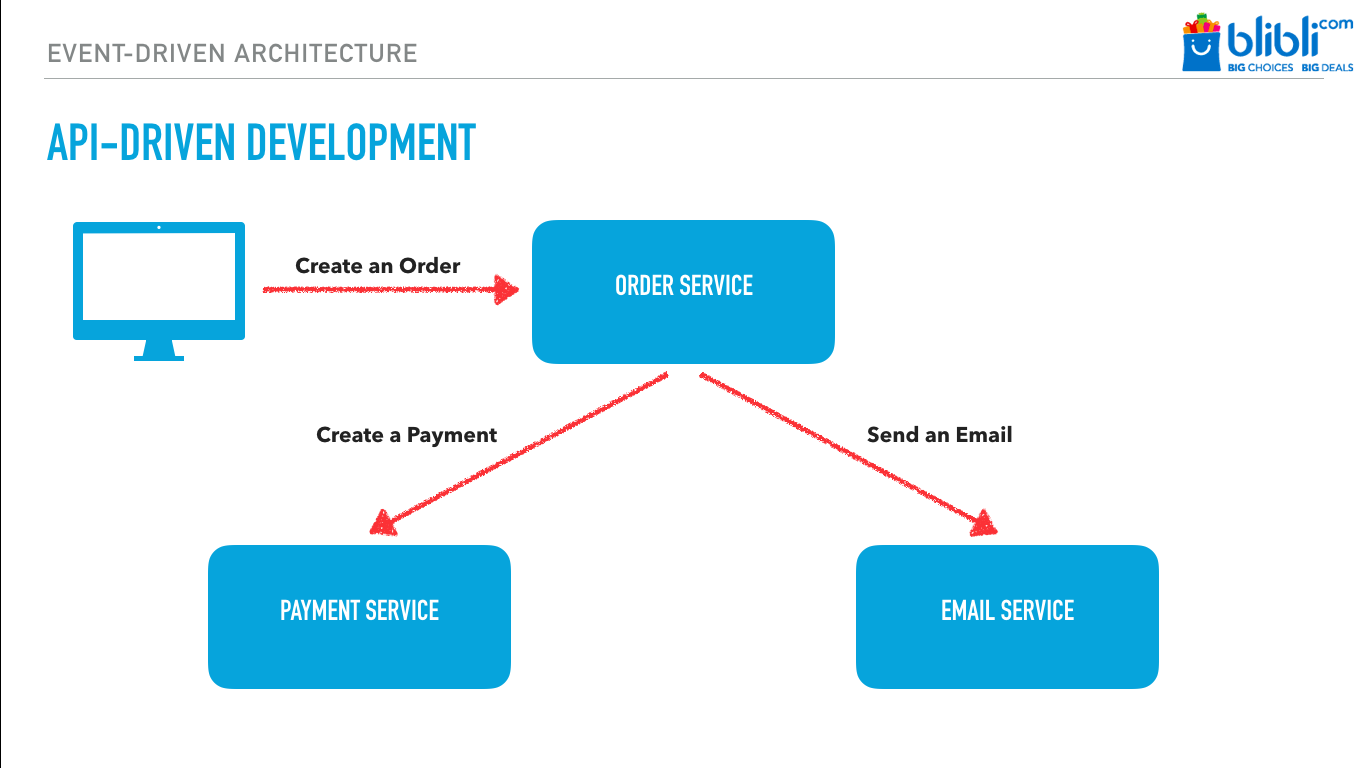 EVENT-DRIVEN ARCHITECTURE
blibli.com
BIG CHOICES BIG DEALS
API-DRIVEN DEVELOPMENT
Create an Order
ORDER SERVICE
Create a Payment
Send an Email
PAYMENT SERVICE
EMAIL SERVICE